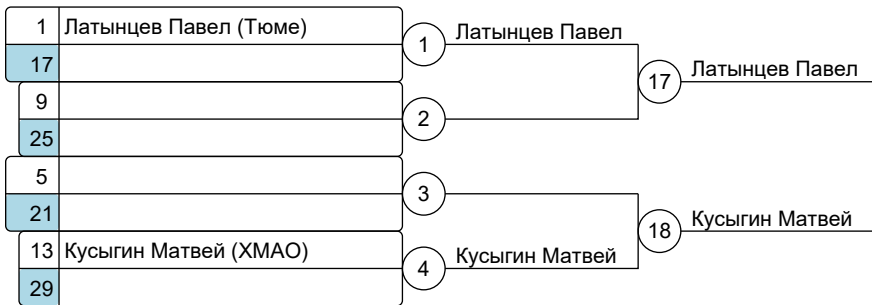 1 Латынцев Павел (Тюме)
17
1 Латынцев Павел
9
25
2
17 Латынцев Павел
5
21
3
13 Кусыгин Матвей (ХМАО)
29
4 Кусыгин Матвей
18 Кусыгин Матвей